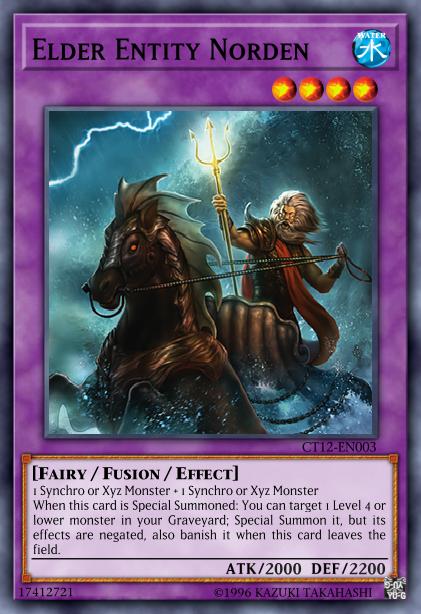 ELDER ENTITY NORDEN
WATER
水
CT12-EN003
[FAIRY / FUSION / EFFECT]
1 Synchro or Xyz Monster + 1 Synchro or Xyz Monster
When this card is Special Summoned: You can target 1 Level 4 or
lower monster in your Graveyard; Special Summon it, but its
effects are negated, also banish it when this card leaves the
field.
ATK/2000 DEF/2200
17412721
©1996 KAZUKI TAKAHASHI